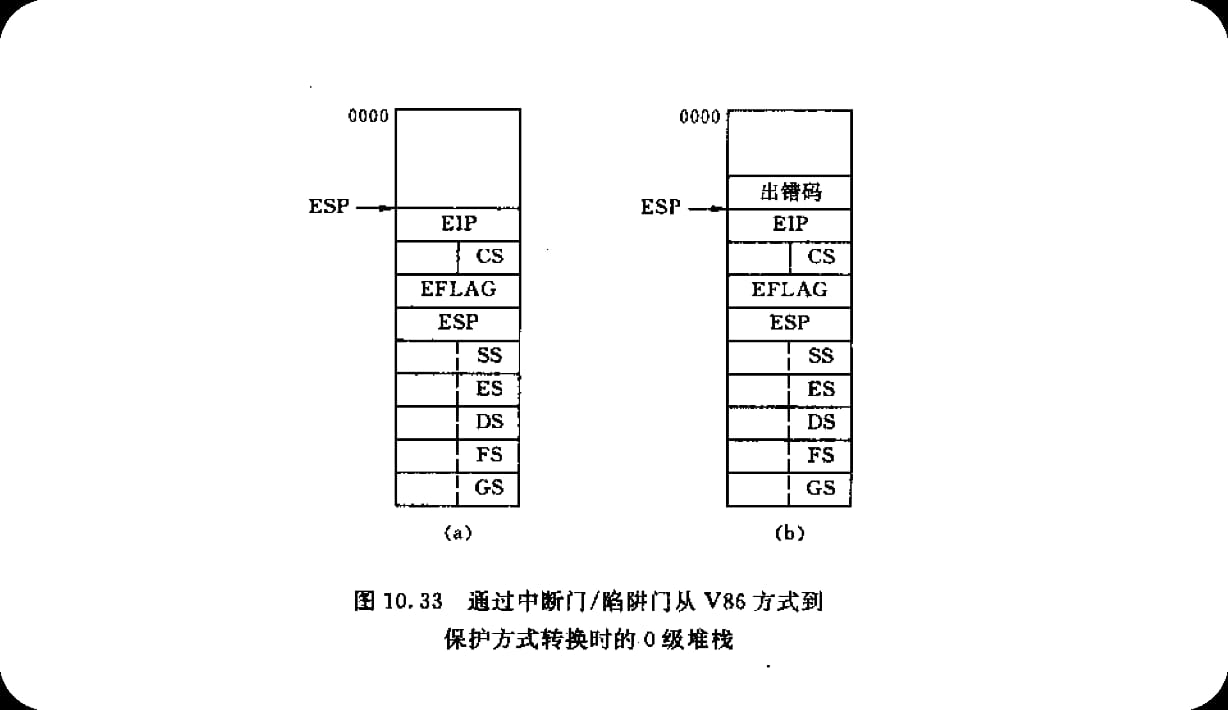 0000
ESP
EIP
CS
EFLAG
ESP
SS
ES
DS
FS
GS
(a)
0000
出错码
ESP
EIP
CS
EFLAG
ESP
SS
ES
DS
FS
GS
(b)
图 10.33 通过中断门/陷阱门从 V86 方式到
保护方式转换时的 0 级堆栈